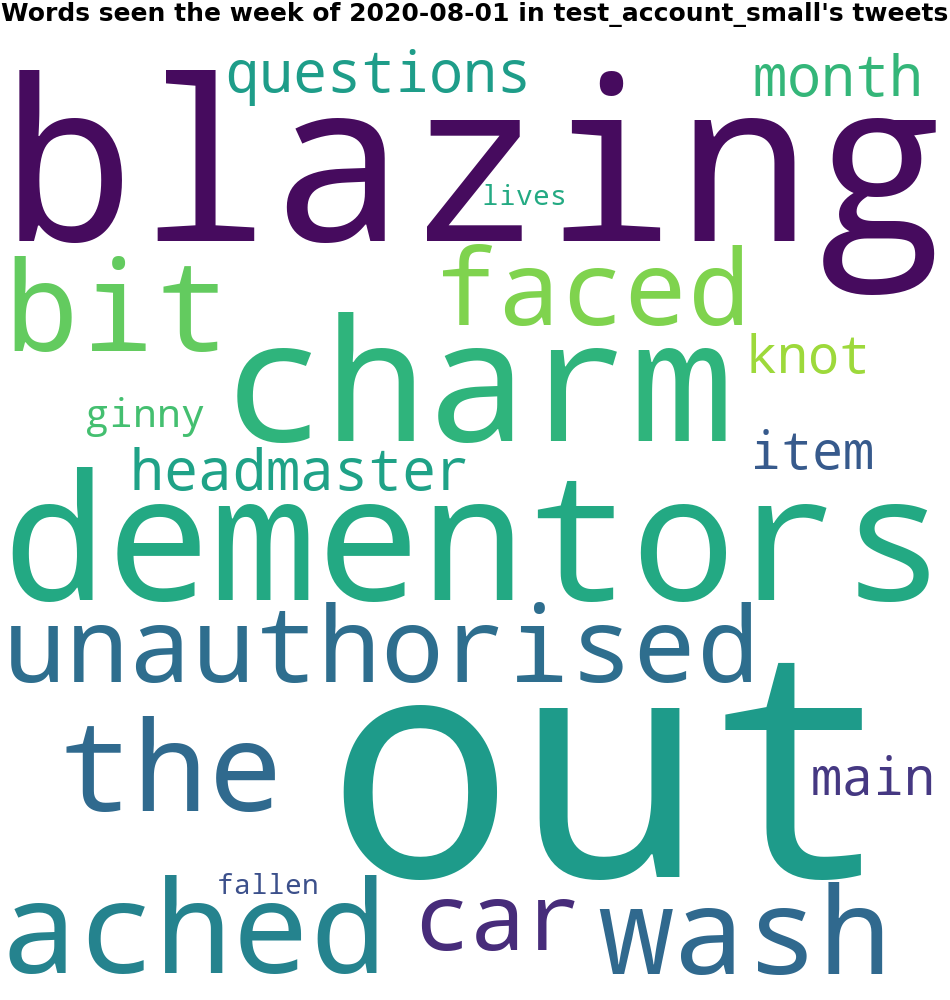 Words seen the week of 2020-08-01 in test_account_small's tweets
questions month
blazing
lives
bit faced
charm knot
ginny
headmaster item
dementors
unauthorised
the out main
fallen
ached car wash